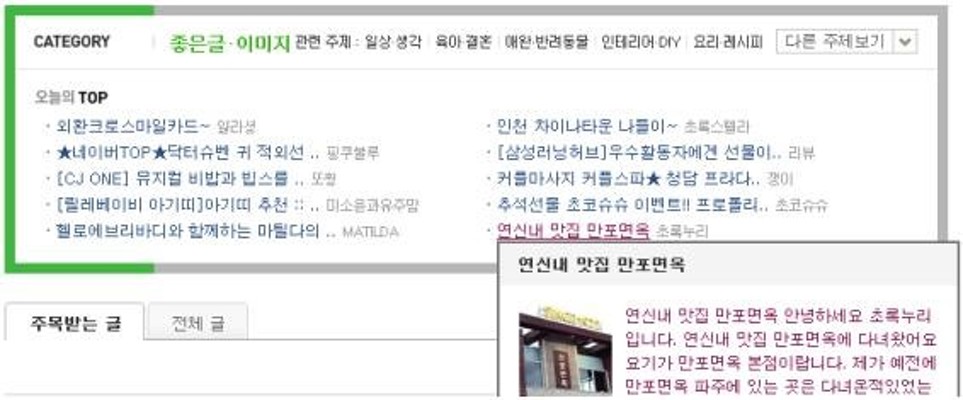 CATEGORY 좋은글·이미지 관련 주제 : 일상·생각 육아·결혼 애완·반려동물 인테리어·DIY 요리·레시피 다른 주제보기
오늘의 TOP
· 외환크로스마일카드~ 얄라셩
· ★네이버TOP★닥터슈벤 귀 적외선 .. 핑쿠블루
· [CJ ONE] 뮤지컬 비밥과 빕스를 .. 또횐
· [릴레베이비 아기띠]아기띠 추천 :: .. 미소은과유주맘
· 헬로에브리바디와 함께하는 마틸다의 .. MATILDA
· 인천 차이나타운 나들이~ 초록스텔라
· [삼성러닝허브]우수활동자에겐 선물이.. 리뷰
· 커플마사지 커플스파★ 청담 프라다.. 갱이
· 추석선물 초코슈슈 이벤트!! 프로폴리.. 초코슈슈
· 연신내 맛집 만포면옥 초록누리
연신내 맛집 만포면옥
연신내 맛집 만포면옥 안녕하세요 초록누리
입니다. 연신내 맛집 만포면옥에 다녀왔어요
요기가 만포면옥 본점이랍니다. 제가 예전에
만포면옥 파주에 있는 곳은 다녀온적있었는
주목받는 글 전체 글